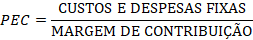 PEC = CUSTOS E DESPESAS FIXAS
MARGEM DE CONTRIBUIÇÃO